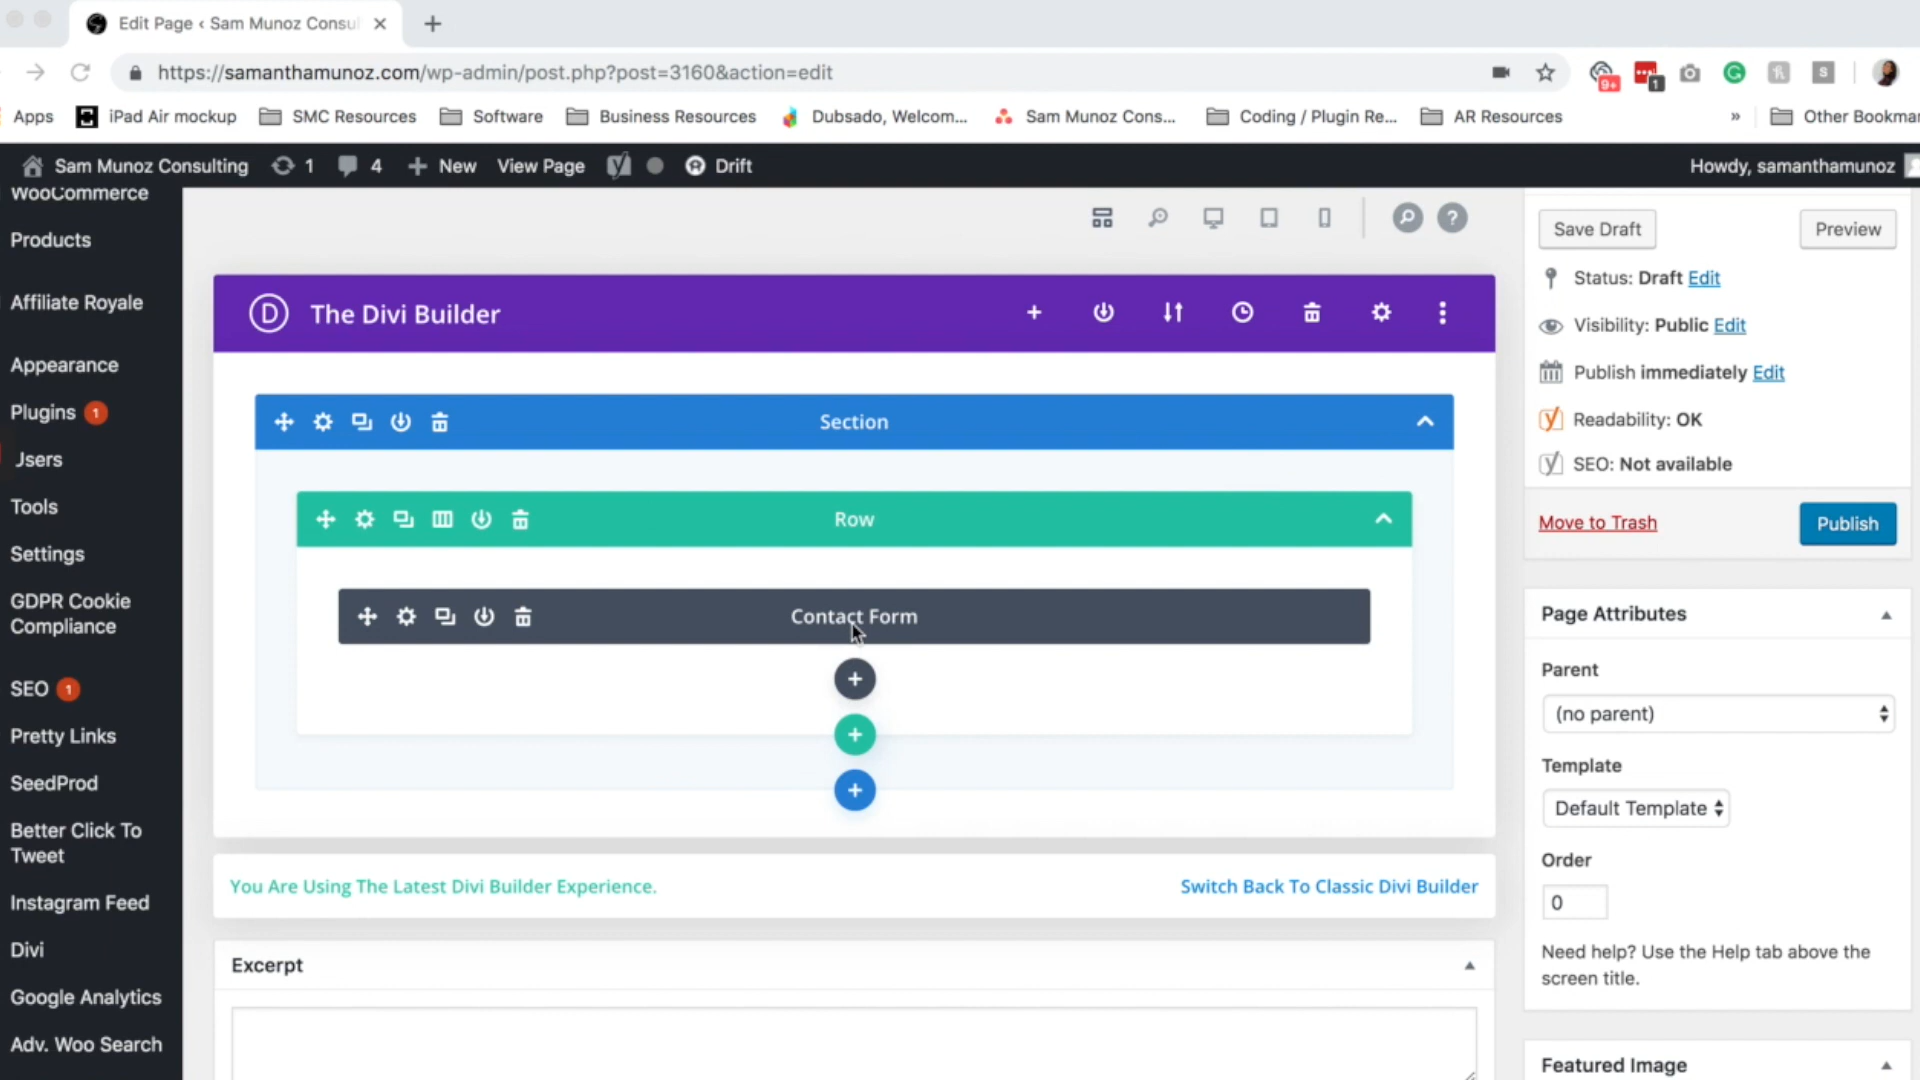 Edit Page ‹ Sam Munoz Consul
https://samanthamunoz.com/wp-admin/post.php?post=3160&action=edit
9+
1
S
Apps
iPad Air mockup
SMC Resources
Software
Business Resources
Dubsado, Welcom...
Sam Munoz Cons...
Coding / Plugin Re...
AR Resources
»
Other Bookmar
Sam Munoz Consulting
1
4
New
View Page
Drift
Howdy, samanthamunoz
WooCommerce
Products
Affiliate Royale
Appearance
Plugins 1
Users
Tools
Settings
GDPR Cookie
Compliance
SEO 1
Pretty Links
SeedProd
Better Click To
Tweet
Instagram Feed
Divi
Google Analytics
Adv. Woo Search
?
D
The Divi Builder
Section
Row
Contact Form
You Are Using The Latest Divi Builder Experience.
Switch Back To Classic Divi Builder
Excerpt
Save Draft
Preview
Status: Draft Edit
Visibility: Public Edit
Publish immediately Edit
Readability: OK
SEO: Not available
Move to Trash
Publish
Page Attributes
Parent
(no parent)
Template
Default Template
Order
0
Need help? Use the Help tab above the
screen title.
Featured Image